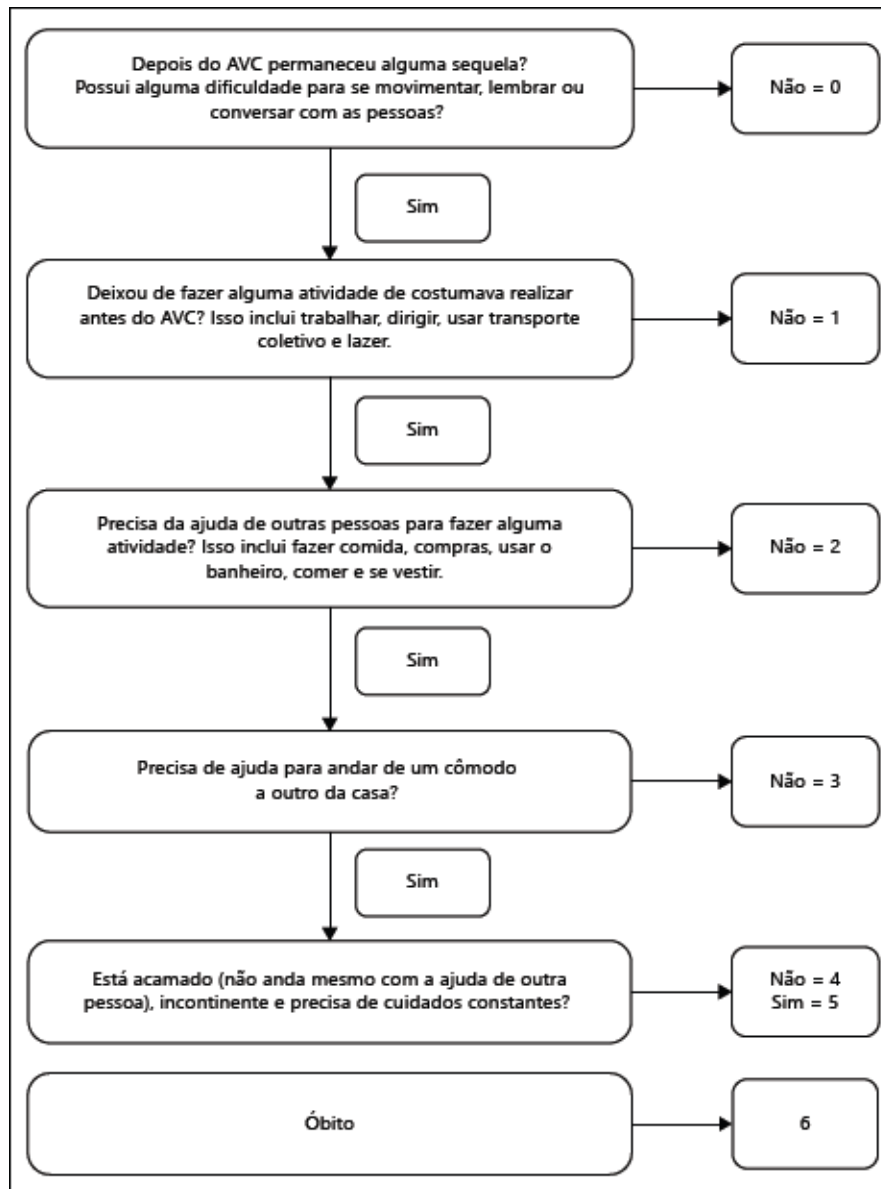 Depois do AVC permaneceu alguma sequela?
Possui alguma dificuldade para se movimentar, lembrar ou
conversar com as pessoas?
Não = 0
Sim
Deixou de fazer alguma atividade de costumava realizar
antes do AVC? Isso inclui trabalhar, dirigir, usar transporte
coletivo e lazer.
Não = 1
Sim
Precisa da ajuda de outras pessoas para fazer alguma
atividade? Isso inclui fazer comida, compras, usar o
banheiro, comer e se vestir.
Não = 2
Sim
Precisa de ajuda para andar de um cômodo
a outro da casa?
Não = 3
Sim
Está acamado (não anda mesmo com a ajuda de outra
pessoa), incontinente e precisa de cuidados constantes?
Não = 4
Sim = 5
Óbito
6